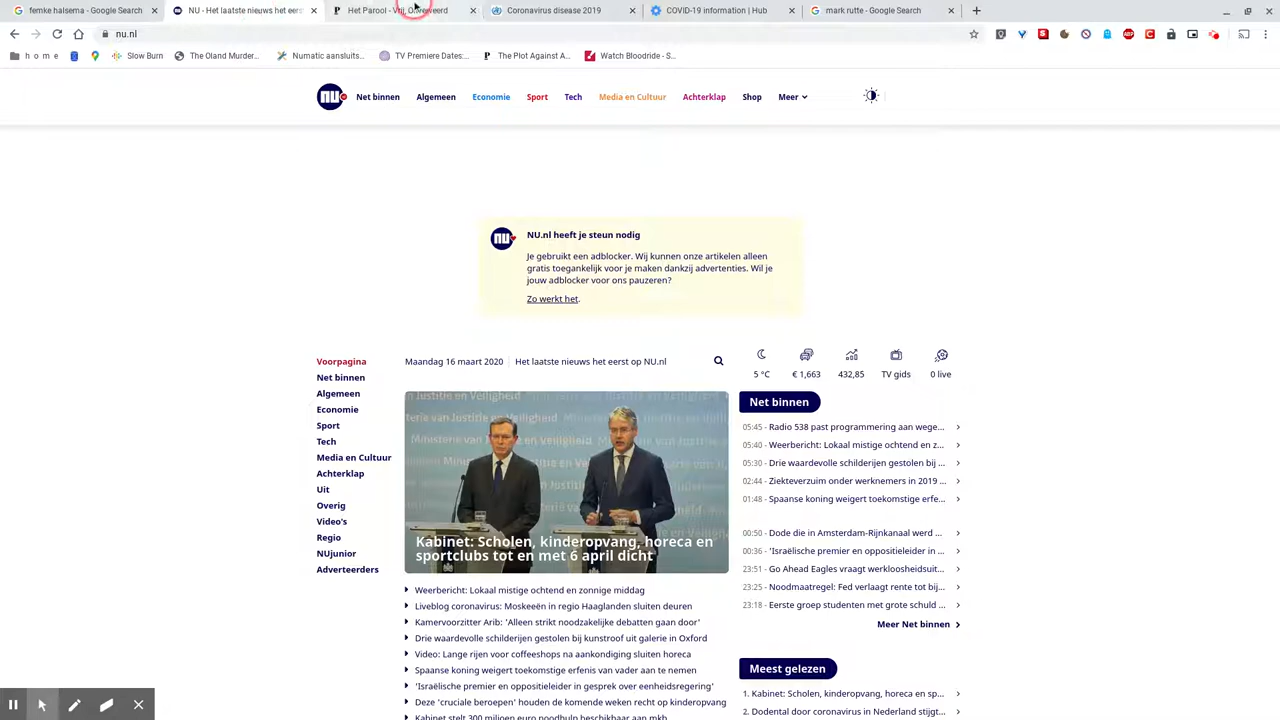 femke halsema - Google Search
NU - Het laatste nieuws het eers
Het Parool - Vrij, Onverveerd
Coronavirus disease 2019
COVID-19 information | Hub
mark rutte - Google Search
nu.nl
h o m e
Slow Burn
The Oland Murder...
Numatic aansluits...
TV Premiere Dates:...
The Plot Against A...
Watch Bloodride - S...
nu
Net binnen
Algemeen
Economie
Sport
Tech
Media en Cultuur
Achterklap
Shop
Meer
nu
NU.nl heeft je steun nodig
Je gebruikt een adblocker. Wij kunnen onze artikelen alleen
gratis toegankelijk voor je maken dankzij advertenties. Wil je
jouw adblocker voor ons pauzeren?
Zo werkt het.
Voorpagina
Net binnen
Algemeen
Economie
Sport
Tech
Media en Cultuur
Achterklap
Uit
Overig
Video's
Regio
NUjunior
Adverteerders
Maandag 16 maart 2020
Het laatste nieuws het eerst op NU.nl
Kabinet: Scholen, kinderopvang, horeca en
sportclubs tot en met 6 april dicht
Weerbericht: Lokaal mistige ochtend en zonnige middag
Liveblog coronavirus: Moskeeën in regio Haaglanden sluiten deuren
Kamervoorzitter Arib: 'Alleen strikt noodzakelijke debatten gaan door'
Drie waardevolle schilderijen gestolen bij kunstroof uit galerie in Oxford
Video: Lange rijen voor coffeeshops na aankondiging sluiten horeca
Spaanse koning weigert toekomstige erfenis van vader aan te nemen
'Israëlische premier en oppositieleider in gesprek over eenheidsregering'
Deze 'cruciale beroepen' houden de komende weken recht op kinderopvang
Kabinet stelt 300 miljoen euro noodhulp beschikbaar aan mkb
5 °C
€ 1,663
432,85
TV gids
0 live
Net binnen
05:45 - Radio 538 past programmering aan wege...
05:40 - Weerbericht: Lokaal mistige ochtend en z...
05:30 - Drie waardevolle schilderijen gestolen bij ...
02:44 - Ziekteverzuim onder werknemers in 2019 ...
01:48 - Spaanse koning weigert toekomstige erfe...
00:50 - Dode die in Amsterdam-Rijnkanaal werd ...
00:36 - 'Israëlische premier en oppositieleider in ...
23:51 - Go Ahead Eagles vraagt werkloosheidsuit...
23:25 - Noodmaatregel: Fed verlaagt rente tot bij...
23:18 - Eerste groep studenten met grote schuld ...
Meer Net binnen
Meest gelezen
1. Kabinet: Scholen, kinderopvang, horeca en sp...
2. Dodental door coronavirus in Nederland stijgt...